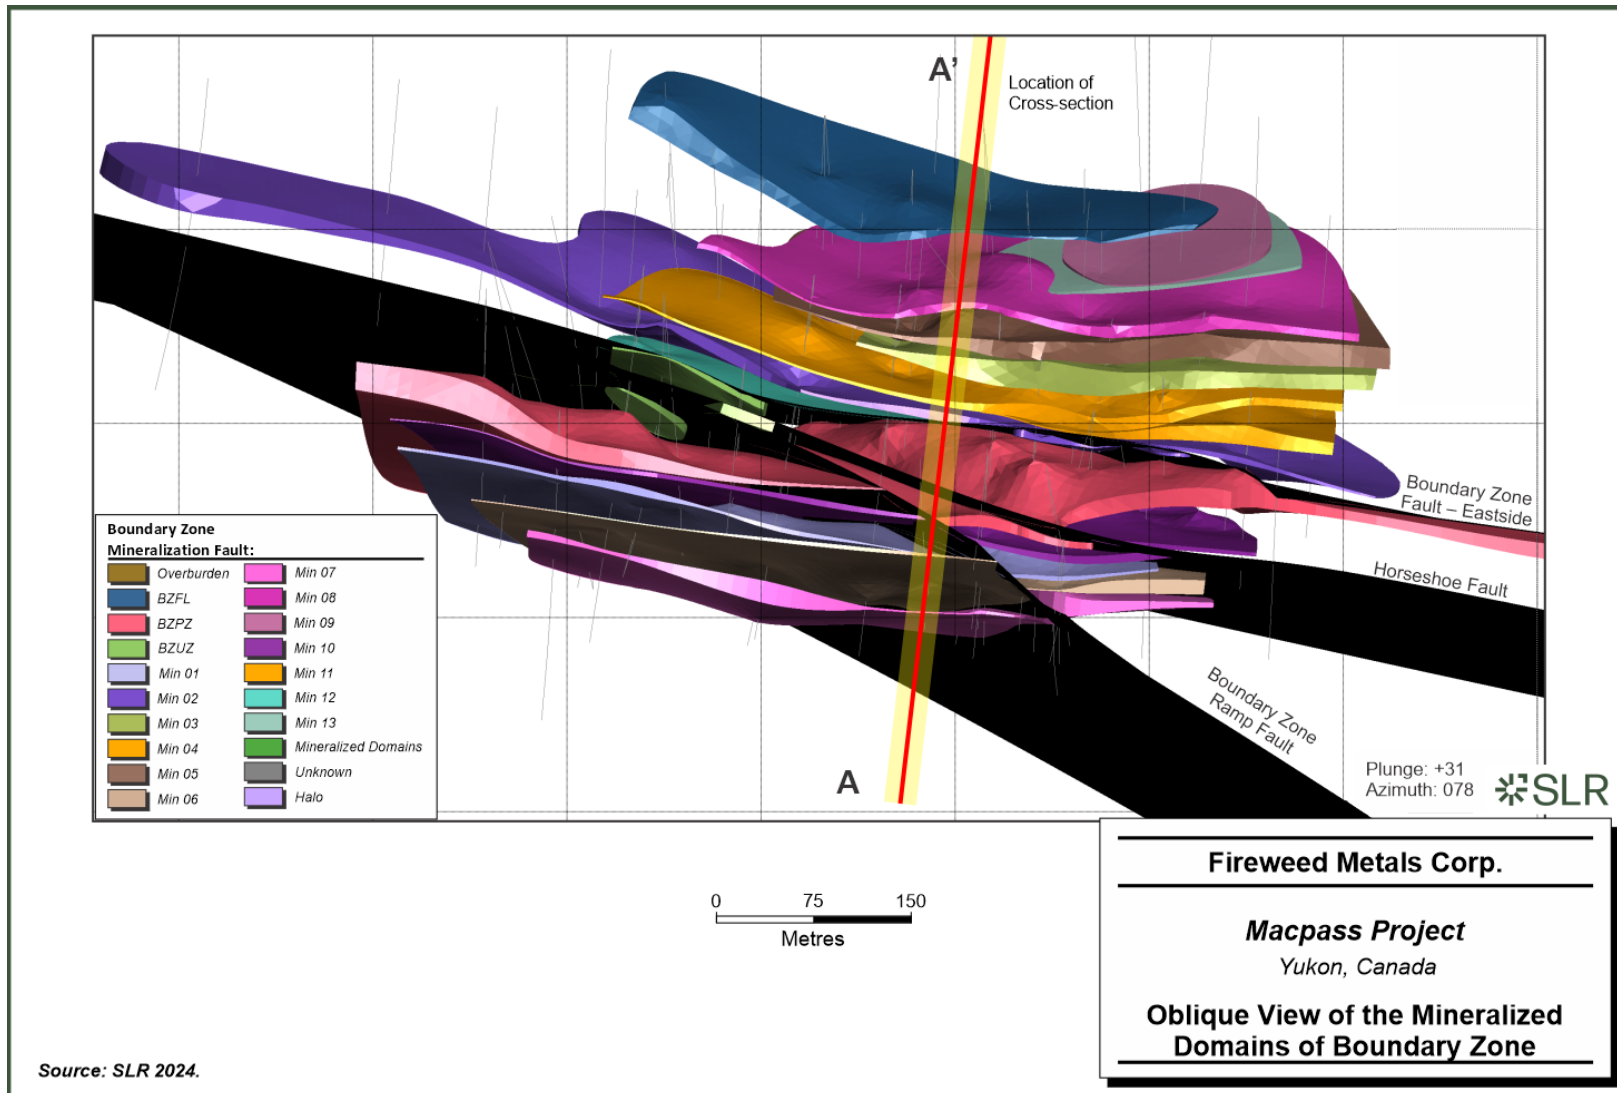 A’
Location of
Cross-section
Boundary Zone
Fault – Eastside
Horseshoe Fault
Boundary Zone
Ramp Fault
A
Plunge: +31
Azimuth: 078
SLR
Boundary Zone
Mineralization Fault:
Overburden
BZFL
BZPZ
BZUZ
Min 01
Min 02
Min 03
Min 04
Min 05
Min 06
Min 07
Min 08
Min 09
Min 10
Min 11
Min 12
Min 13
Mineralized Domains
Unknown
Halo
0 75 150
Metres
Fireweed Metals Corp.
Macpass Project
Yukon, Canada
Oblique View of the Mineralized
Domains of Boundary Zone
Source: SLR 2024.